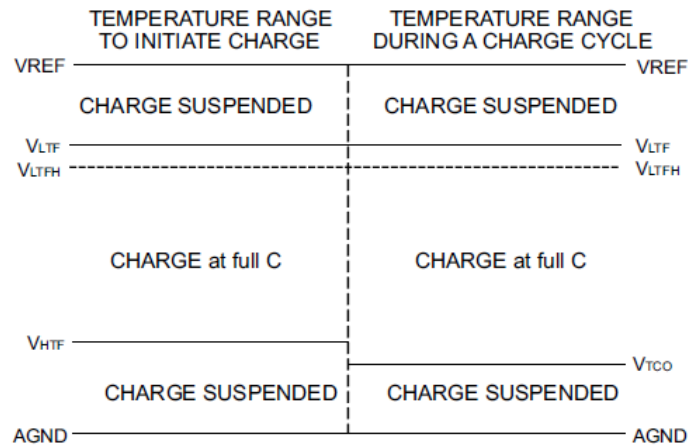 TEMPERATURE RANGE
TO INITIATE CHARGE
TEMPERATURE RANGE
DURING A CHARGE CYCLE
VREF
VREF
CHARGE SUSPENDED
CHARGE SUSPENDED
VLTF
VLTF
VLTFH
VLTFH
CHARGE at full C
CHARGE at full C
VHTF
VTCO
CHARGE SUSPENDED
CHARGE SUSPENDED
AGND
AGND